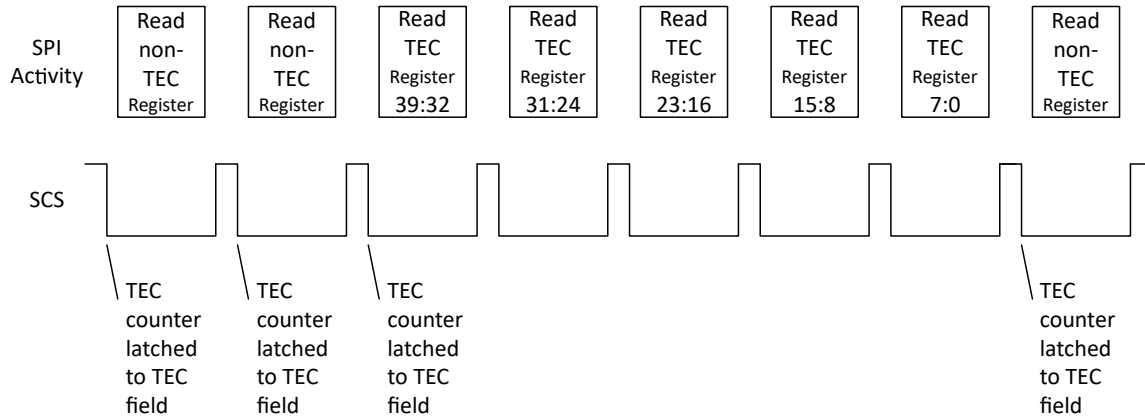 SPI
Activity
Read
non-
TEC
Register
Read
non-
TEC
Register
Read
TEC
Register
39:32
Read
TEC
Register
31:24
Read
TEC
Register
23:16
Read
TEC
Register
15:8
Read
TEC
Register
7:0
Read
non-
TEC
Register
SCS
TEC
counter
latched
to TEC
field
TEC
counter
latched
to TEC
field
TEC
counter
latched
to TEC
field
TEC
counter
latched
to TEC
field